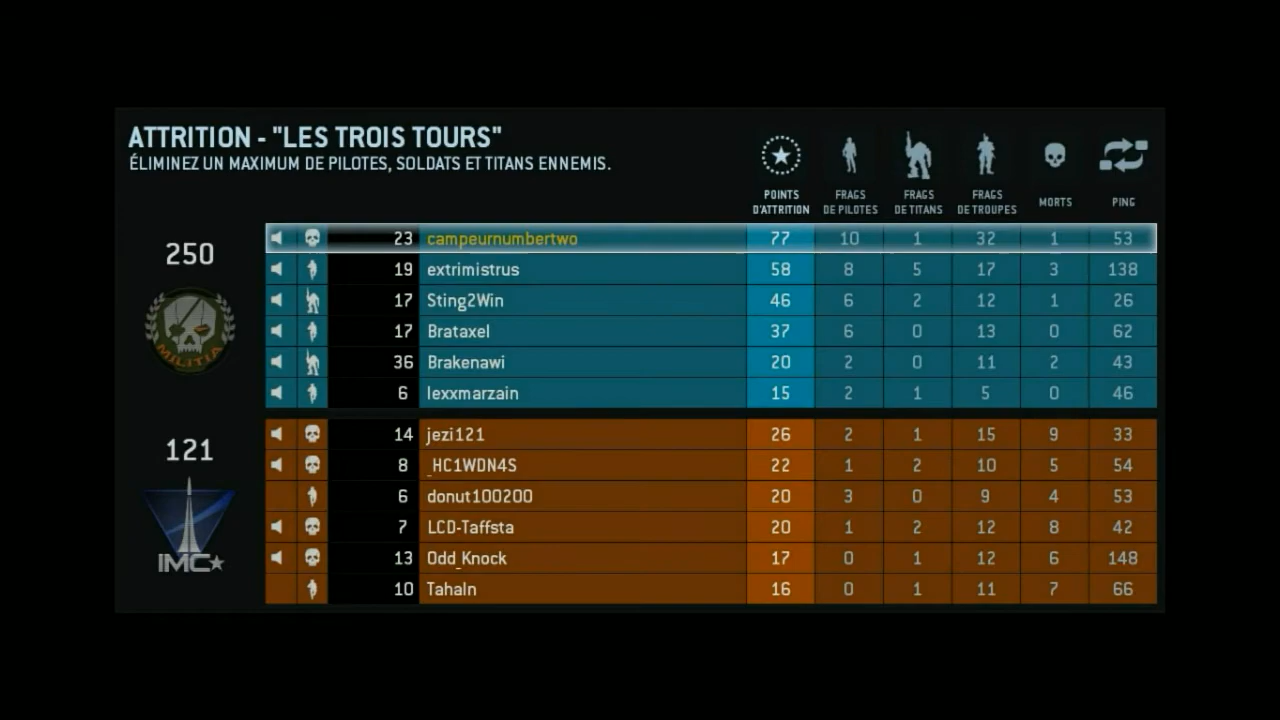 ATTRITION - "LES TROIS TOURS"
ÉLIMINEZ UN MAXIMUM DE PILOTES, SOLDATS ET TITANS ENNEMIS.
POINTS D'ATTRITION FRAGS DE PILOTES FRAGS DE TITANS FRAGS DE TROUPES MORTS PING
250
MILITIA
23 campeurnumbertwo 77 10 1 32 1 53
19 extrimistrus 58 8 5 17 3 138
17 Sting2Win 46 6 2 12 1 26
17 Brataxel 37 6 0 13 0 62
36 Brakenawi 20 2 0 11 2 43
6 lexxmarzain 15 2 1 5 0 46
121
IMC
14 jezi121 26 2 1 15 9 33
8 _HC1WDN4S 22 1 2 10 5 54
6 donut100200 20 3 0 9 4 53
7 LCD-Taffsta 20 1 2 12 8 42
13 Odd_Knock 17 0 1 12 6 148
10 Tahaln 16 0 1 11 7 66